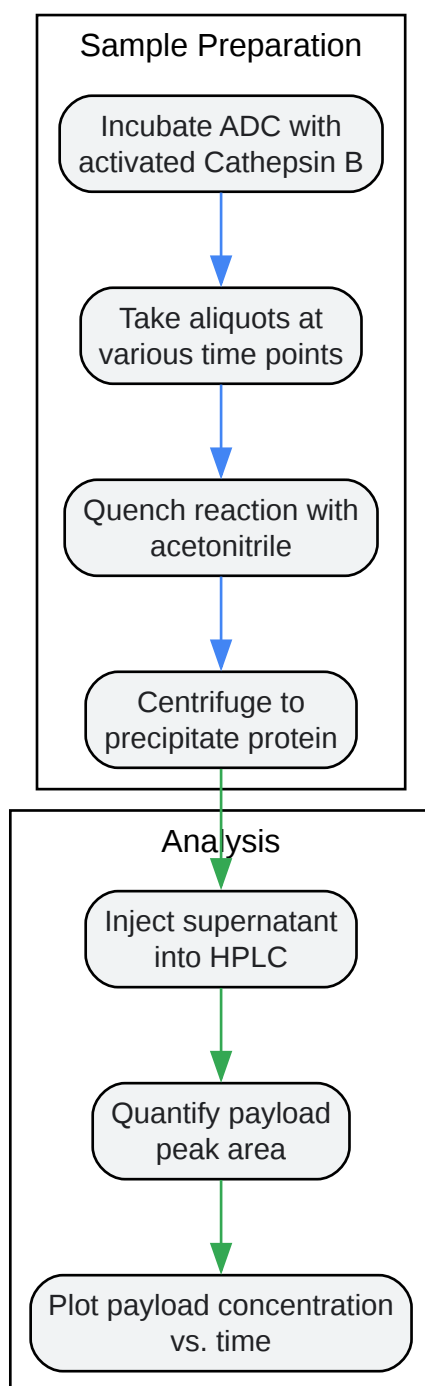 Sample Preparation
Incubate ADC with
activated Cathepsin B
Take aliquots at
various time points
Quench reaction with
acetonitrile
Centrifuge to
precipitate protein
Analysis
Inject supernatant
into HPLC
Quantify payload
peak area
Plot payload concentration
vs. time